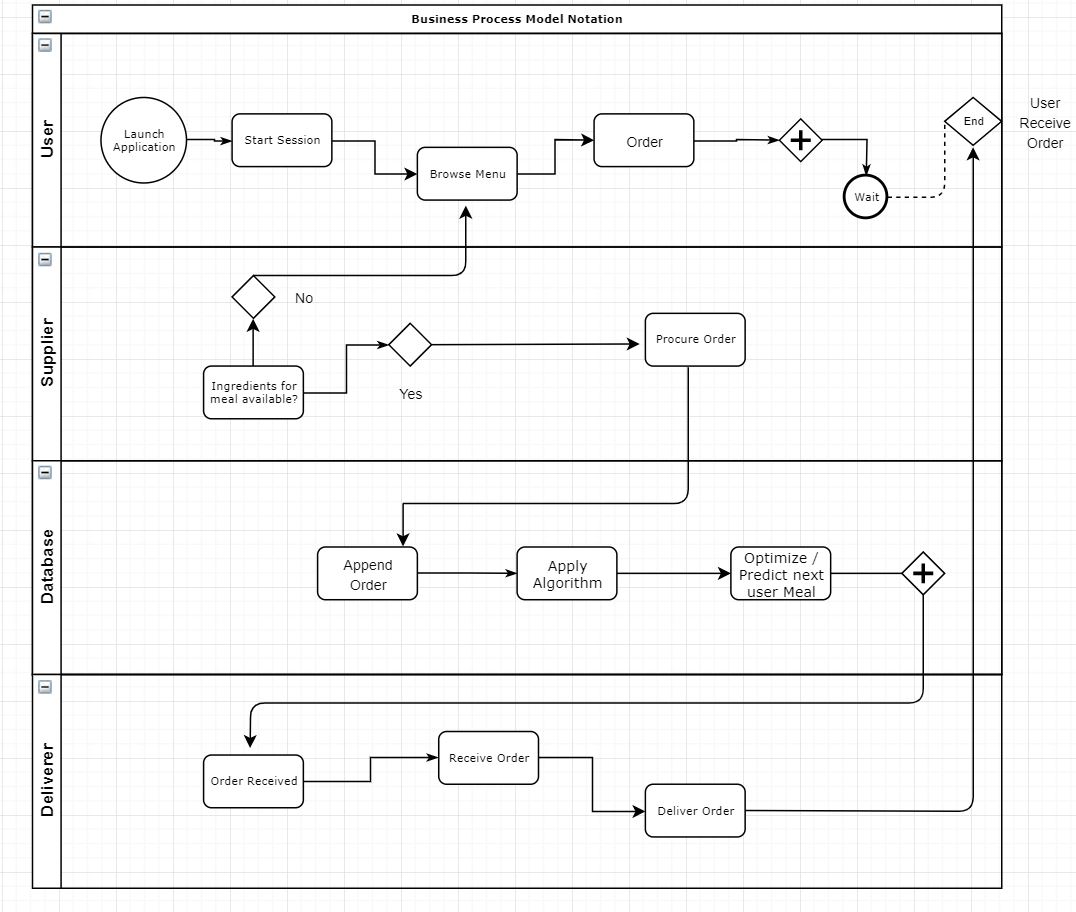 Business Process Model Notation
User
Launch
Application
Start Session
Browse Menu
Order
Wait
End
User
Receive
Order
Supplier
No
Ingredients for
meal available?
Yes
Procure Order
Database
Append
Order
Apply
Algorithm
Optimize /
Predict next
user Meal
Deliverer
Order Received
Receive Order
Deliver Order